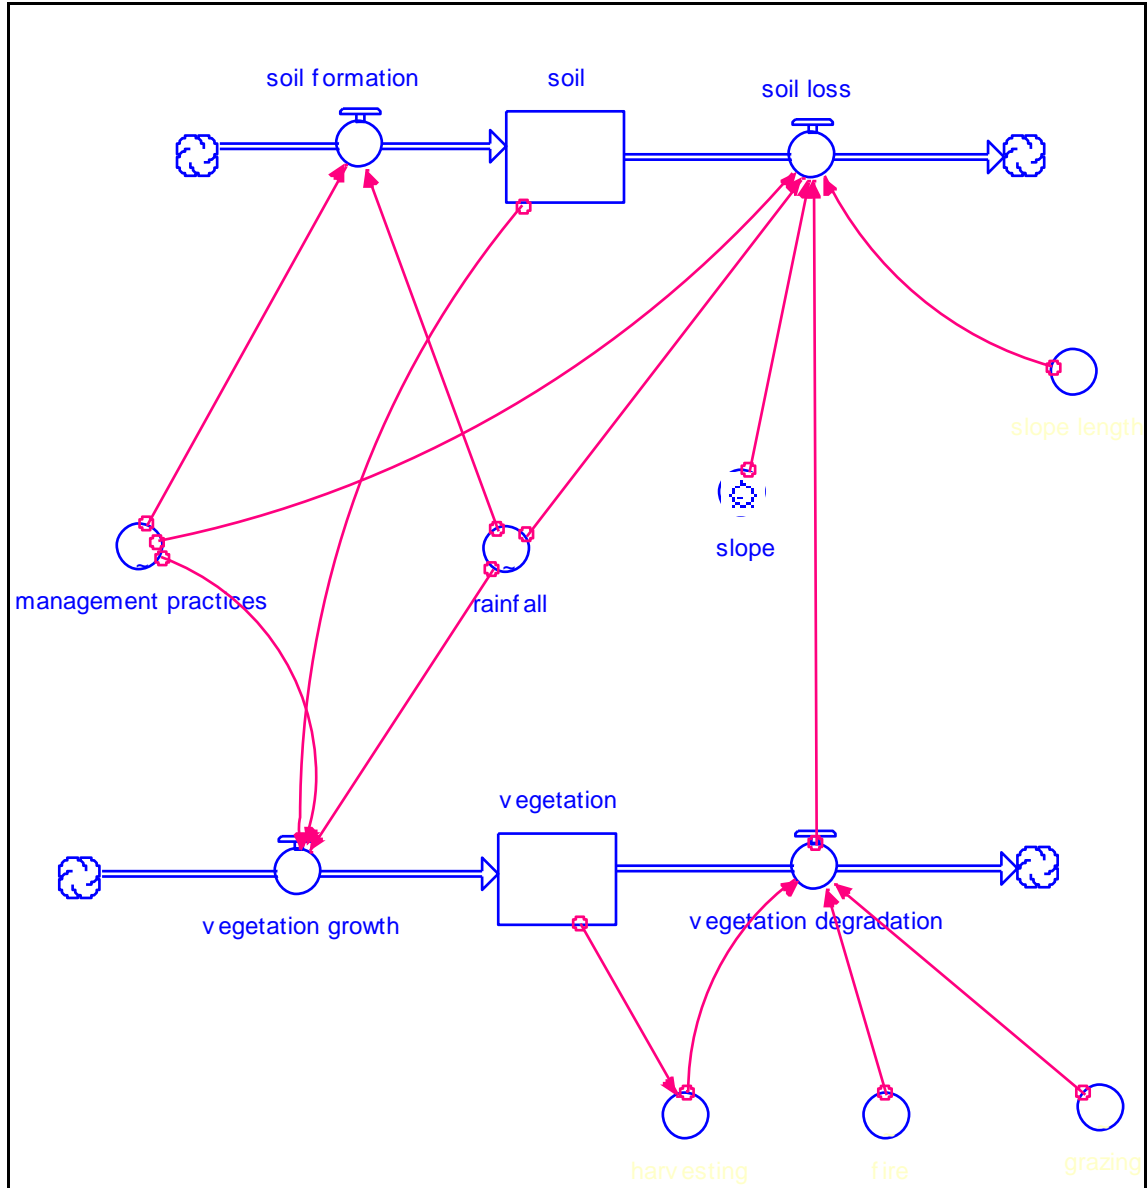 soil formation
soil
soil loss
slope length
slope
management practices
rainfall
vegetation
vegetation growth
vegetation degradation
harvesting
fire
grazing